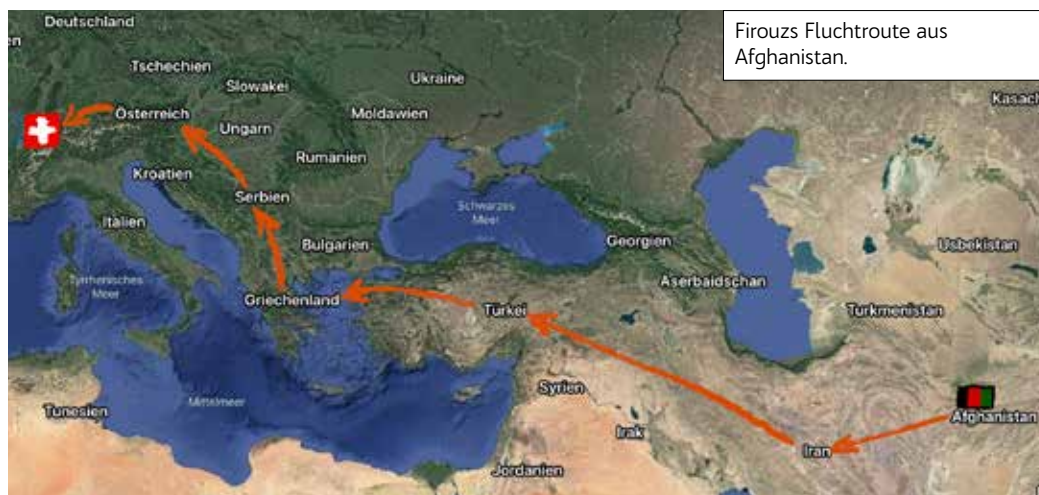 Firouzs Fluchtroute aus
Afghanistan.
Deutschland
en
Tschechien
Slowakei
Ukraine
Kasach
Österreich
Ungarn
Moldawien
Rumänien
Kroatien
Serbien
Italien
Schwarzes
Meer
Bulgarien
Georgien
Usbekistan
Tyrrhenisches
Meer
Aserbaidschan
Griechenland
Türkei
Turkmenistan
Syrien
Tunesien
Mittelmeer
Afghanistan
Irak
Iran
Jordanien